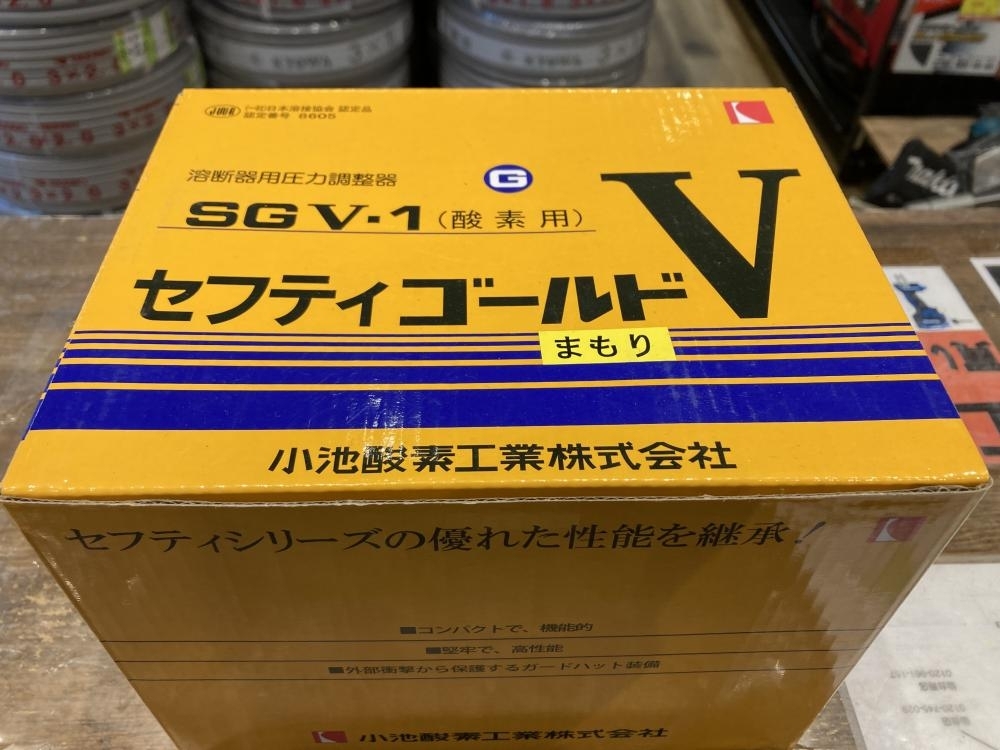 JWA (一社)日本溶接協会 認定品
認定番号 6605
溶断器用圧力調整器
G
SGV・1(酸素用)
V
セフティゴールド
まもり
小池酸素工業株式会社
セフティシリーズの優れた性能を継承!
■コンパクトで、機能的
■堅牢で、高性能
■外部衝撃から保護するガードハット装備
小池酸素工業株式会社